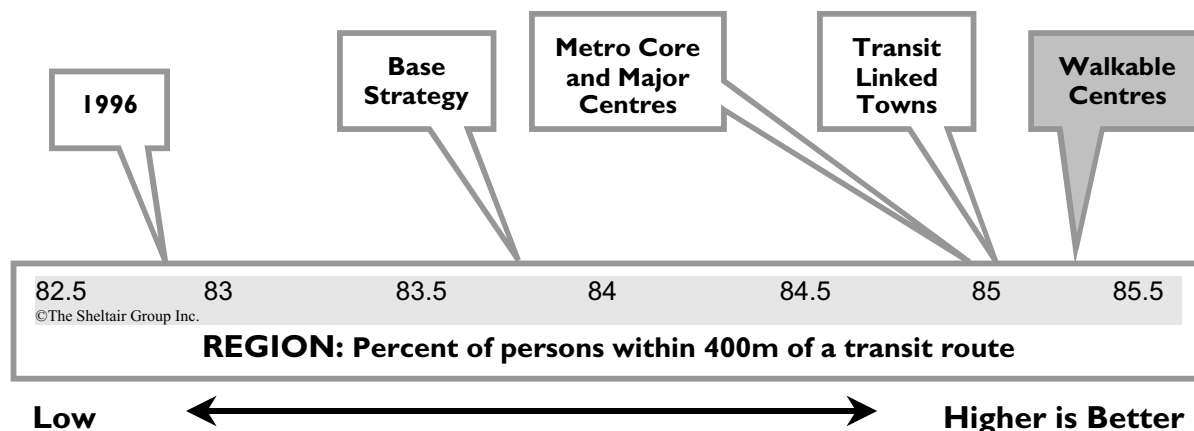 1996
Base
Strategy
Metro Core
and Major
Centres
Transit
Linked
Towns
Walkable
Centres
82.5 83 83.5 84 84.5 85 85.5
©The Sheltair Group Inc.
REGION: Percent of persons within 400m of a transit route
Low Higher is Better